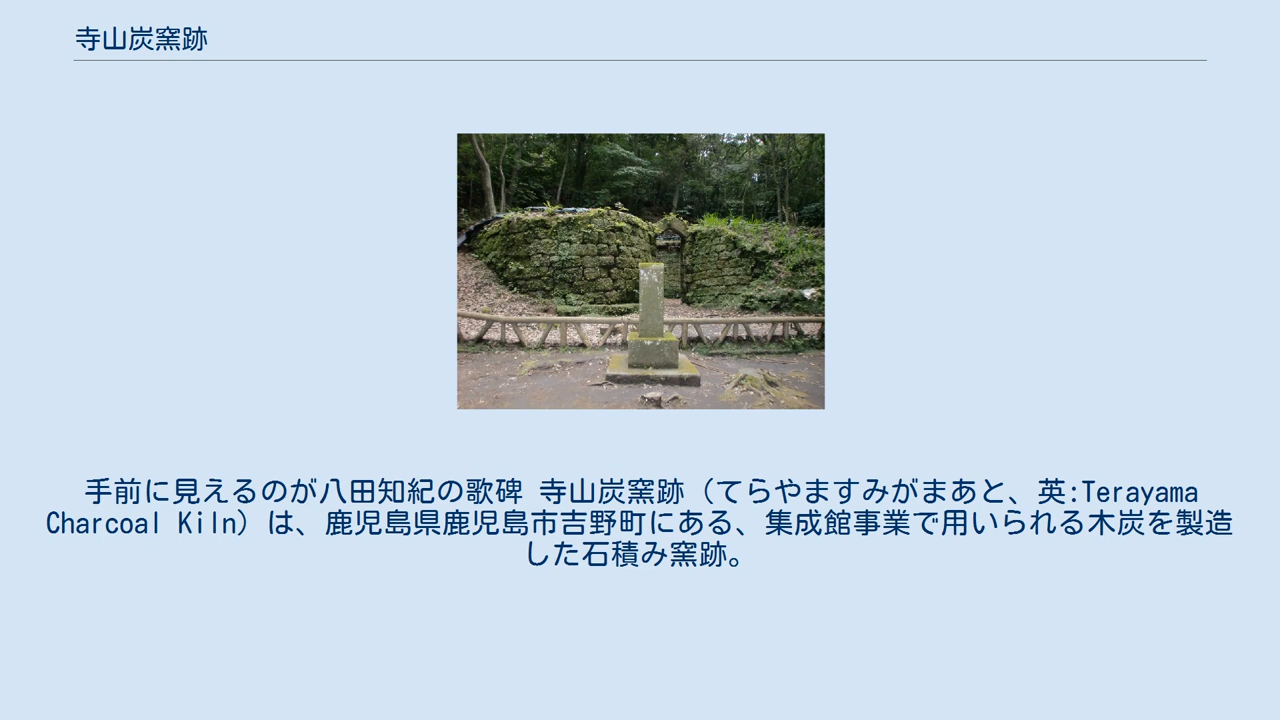 寺山炭窯跡
手前に見えるのが八田知紀の歌碑 寺山炭窯跡（てらやますみがまあと、英:Terayama
Charcoal Kiln）は、鹿児島県鹿児島市吉野町にある、集成館事業で用いられる木炭を製造
した石積み窯跡。